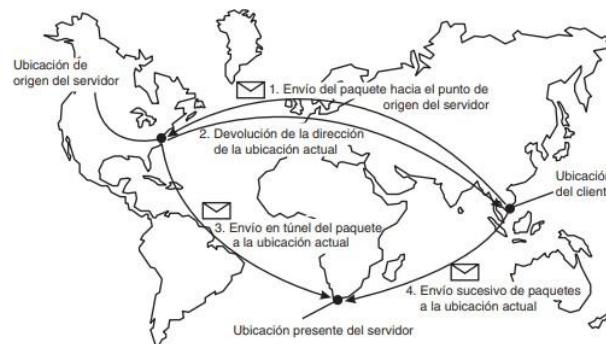 Ubicación de
origen del servidor
1. Envío del paquete hacia el punto de
origen del servidor
2. Devolución de la dirección
de la ubicación actual
Ubicación
del cliente
3. Envío en túnel del paquete
a la ubicación actual
4. Envío sucesivo de paquetes
a la ubicación actual
Ubicación presente del servidor